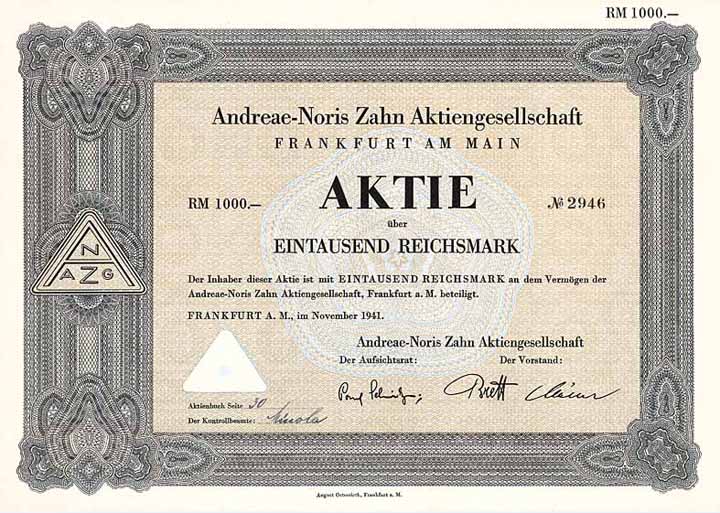 RM 1000.—
Andreae-Noris Zahn Aktiengesellschaft
FRANKFURT AM MAIN
AKTIE
RM 1000.— № 2946
über
EINTAUSEND REICHSMARK
N
AZG
Der Inhaber dieser Aktie ist mit EINTAUSEND REICHSMARK an dem Vermögen der
Andreae-Noris Zahn Aktiengesellschaft, Frankfurt a. M. beteiligt.
FRANKFURT A. M., im November 1941.
Andreae-Noris Zahn Aktiengesellschaft
Der Aufsichtsrat: Der Vorstand:
Aktienbuch Seite 30
Der Kontrollbeamte:
August Osterrieth, Frankfurt a. M.